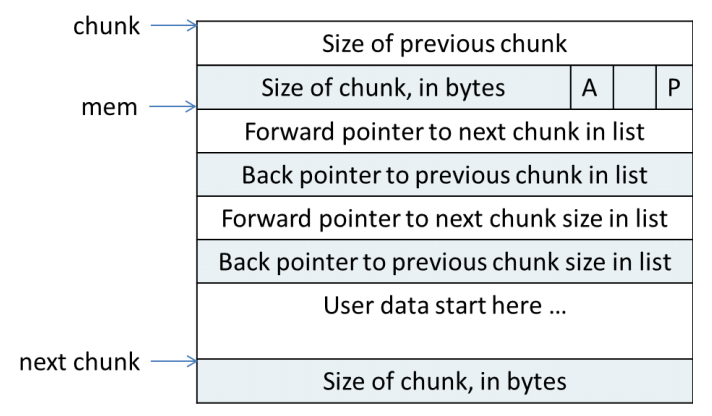 chunk
Size of previous chunk
Size of chunk, in bytes A P
mem
Forward pointer to next chunk in list
Back pointer to previous chunk in list
Forward pointer to next chunk size in list
Back pointer to previous chunk size in list
User data start here ...
next chunk
Size of chunk, in bytes